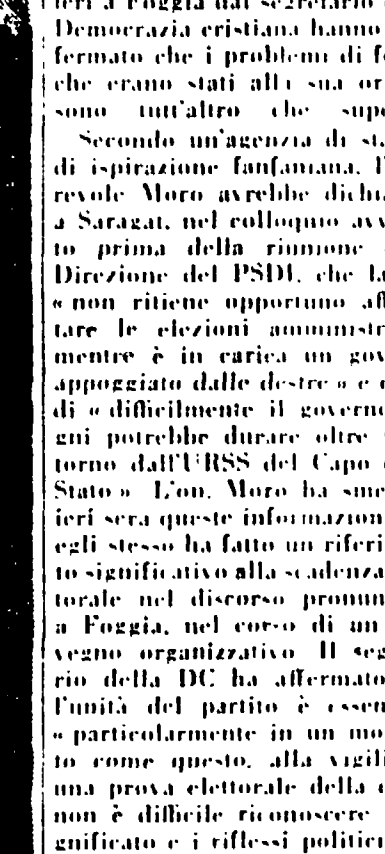 ieri a Foggia dal segretario
Democrazia cristiana hanno
fermato che i problemi di f
che erano stati alla sua or
sono tutt'altro che supe
Secondo un'agenzia di sta
di ispirazione fanfaniana, l'
revole Moro avrebbe dichi
a Saragat, nel colloquio avv
to prima della riunione
Direzione del PSDI, che la
« non ritiene opportuno aff
tare le elezioni amministr
mentre è in carica un gov
appoggiato dalle destre » e
di « difficilmente il governo
gni potrebbe durare oltre
torno dall'URSS del Capo
Stato » L'on. Moro ha sme
ieri sera queste informazion
egli stesso ha fatto un riferi
to significativo alla scadenza
torale nel discorso pronun
a Foggia, nel corso di un
vegno organizzativo Il seg
rio della DC ha affermato
l'unità del partito è essen
« particolarmente in un mo
to come questo, alla vigili
una prova elettorale della
non è difficile riconoscere
gnificato e i riflessi politici